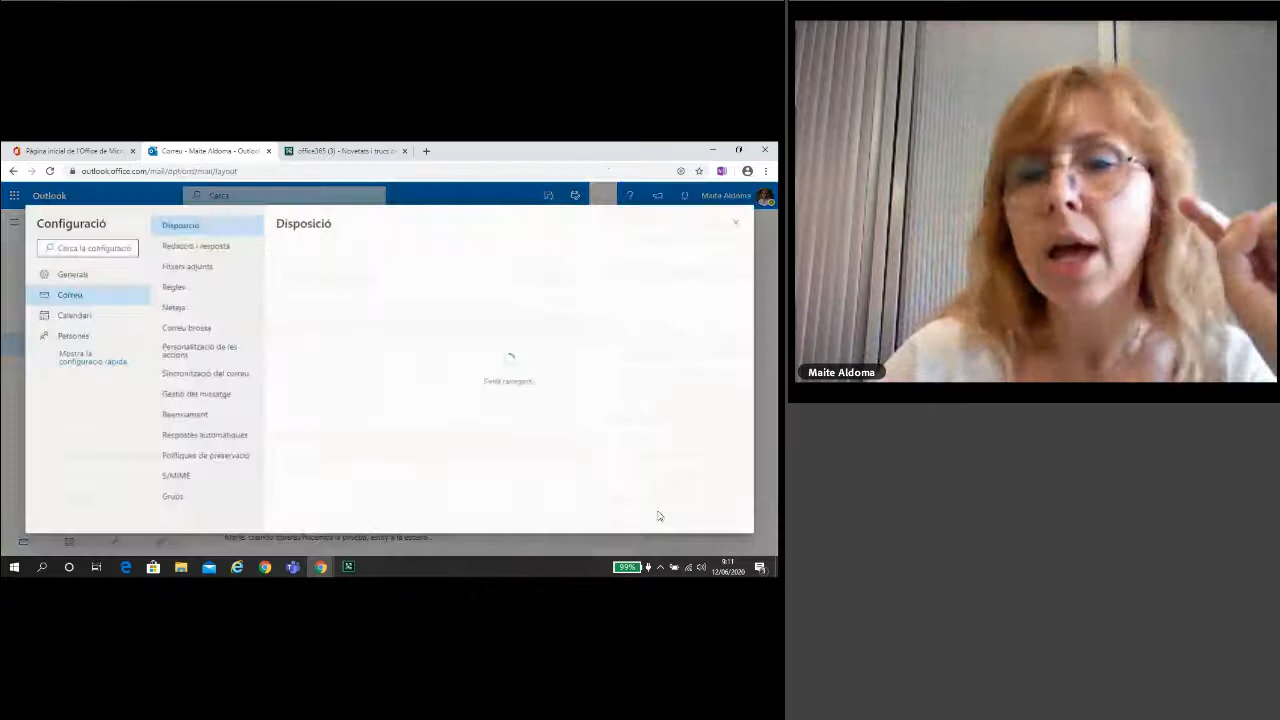 Pàgina inicial de l'Office de Micr
Correu - Maite Aldoma - Outlo
office365 (3) - Novetats i trucs
outlook.office.com/mail/options/mail/layout
Outlook
Cerca
Maite Aldoma
Configuració
Cerca la configuració
Generals
Correu
Calendari
Persones
Mostra la
configuració ràpida
Disposició
Redacció i resposta
Fitxers adjunts
Regles
Neteja
Correu brossa
Personalització de les
accions
Sincronització del correu
Gestió del missatge
Reenviament
Respostes automàtiques
Polítiques de preservació
S/MIME
Grups
Disposició
S'està carregant
99%
9:11
12/06/2020
Maite Aldoma